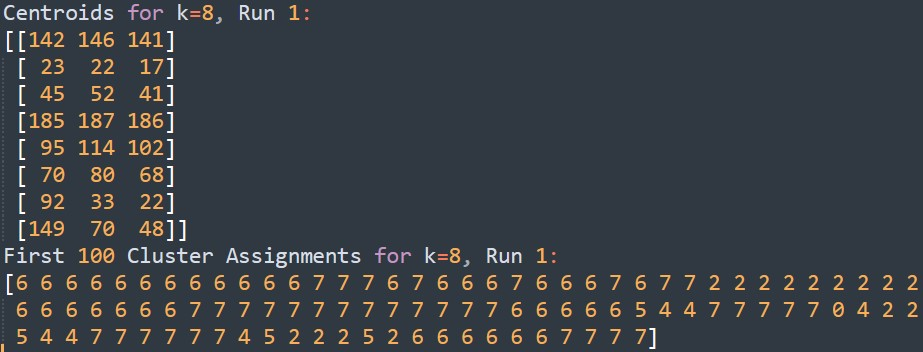 Centroids for k=8, Run 1:
[[142 146 141]
 [ 23  22  17]
 [ 45  52  41]
 [185 187 186]
 [ 95 114 102]
 [ 70  80  68]
 [ 92  33  22]
 [149  70  48]]
First 100 Cluster Assignments for k=8, Run 1:
[6 6 6 6 6 6 6 6 6 6 6 6 7 7 7 6 7 6 6 6 7 6 6 6 7 6 7 7 2 2 2 2 2 2 2 2 2
 6 6 6 6 6 6 6 7 7 7 7 7 7 7 7 7 7 7 7 7 6 6 6 6 6 5 4 4 7 7 7 7 7 0 4 2 2
 5 4 4 7 7 7 7 7 7 4 5 2 2 2 5 2 6 6 6 6 6 6 7 7 7 7]